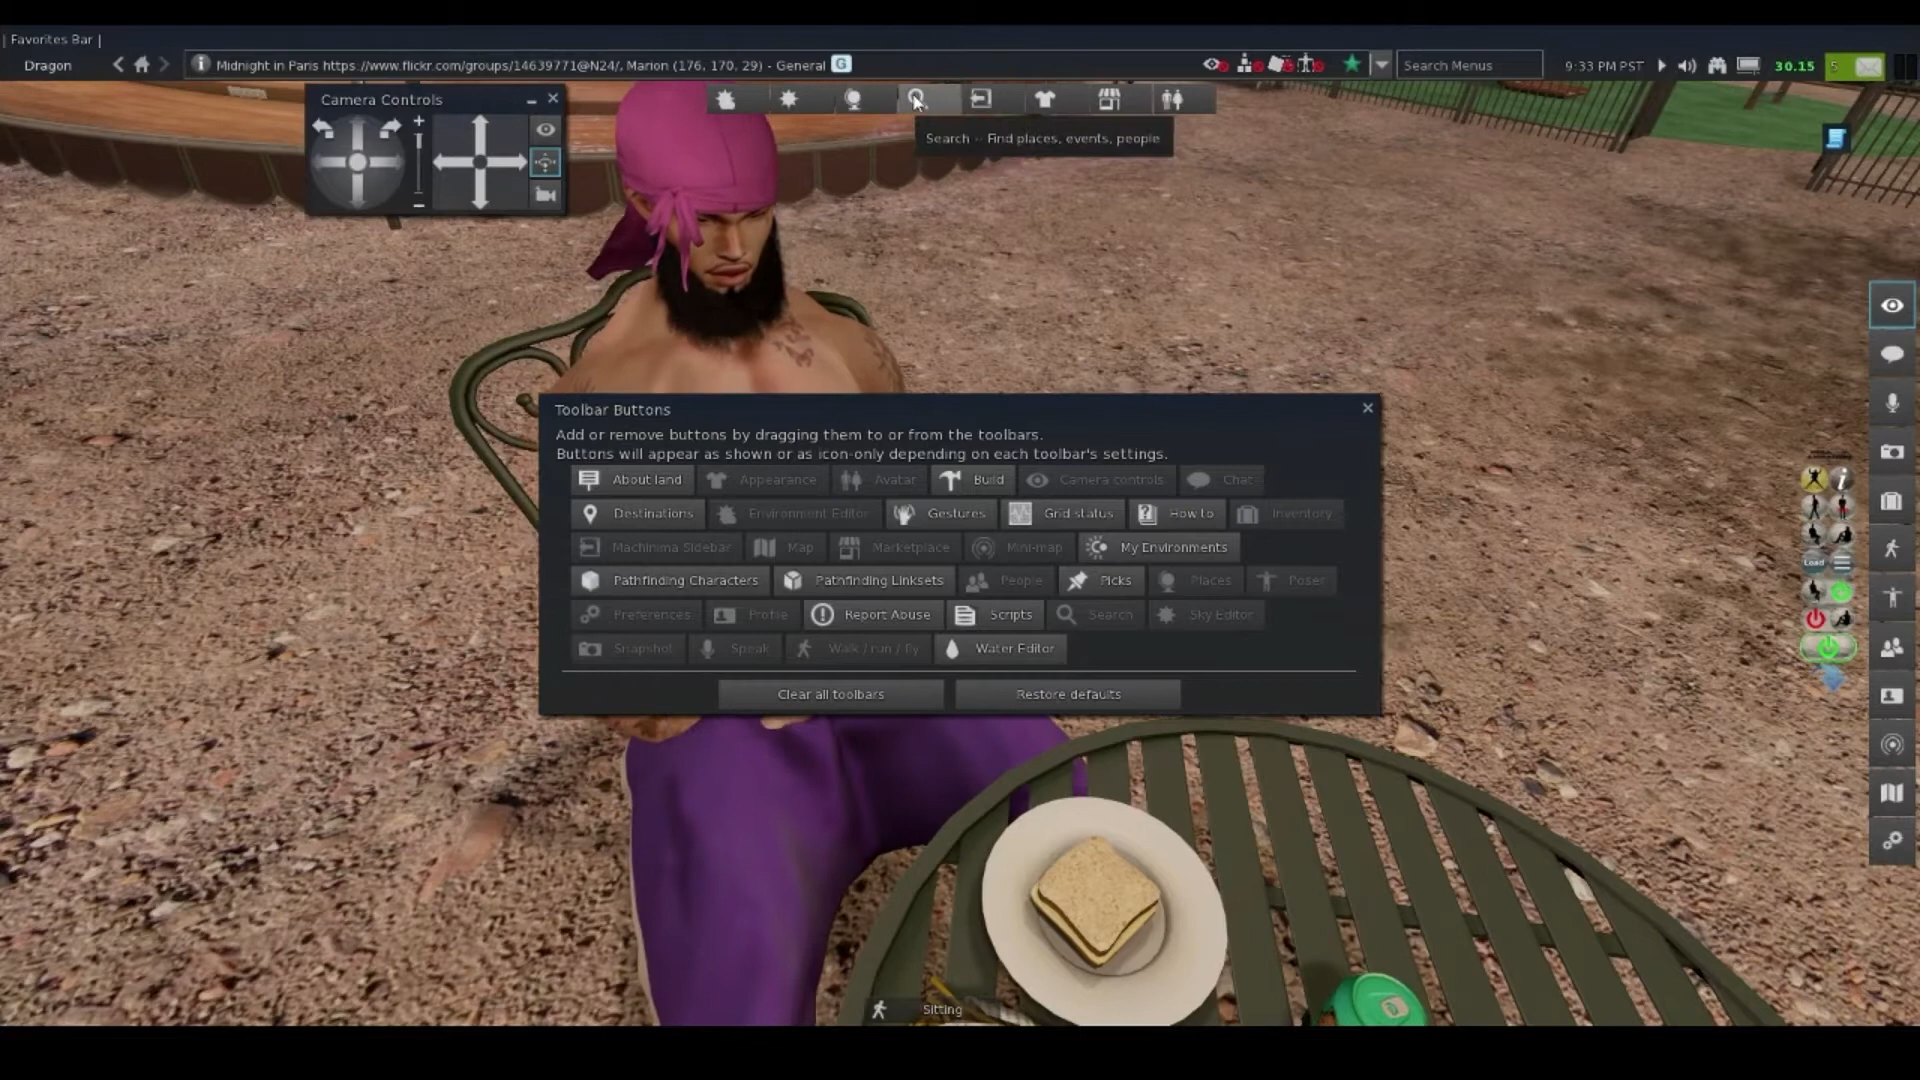 | Favorites Bar |
Dragon
Midnight in Paris https://www.flickr.com/groups/14639771@N24/, Marion (176, 170, 29) - General G
Search Menus
9:33 PM PST
30.15
5
Camera Controls
Search -- Find places, events, people
Toolbar Buttons
Add or remove buttons by dragging them to or from the toolbars.
Buttons will appear as shown or as icon-only depending on each toolbar's settings.
About land Appearance Avatar Build Camera controls Chat
Destinations Environment Editor Gestures Grid status How to Inventory
Machinima Sidebar Map Marketplace Mini-map My Environments
Pathfinding Characters Pathfinding Linksets People Picks Places Poser
Preferences Profile Report Abuse Scripts Search Sky Editor
Snapshot Speak Walk / run / fly Water Editor
Clear all toolbars Restore defaults
Load
Sitting